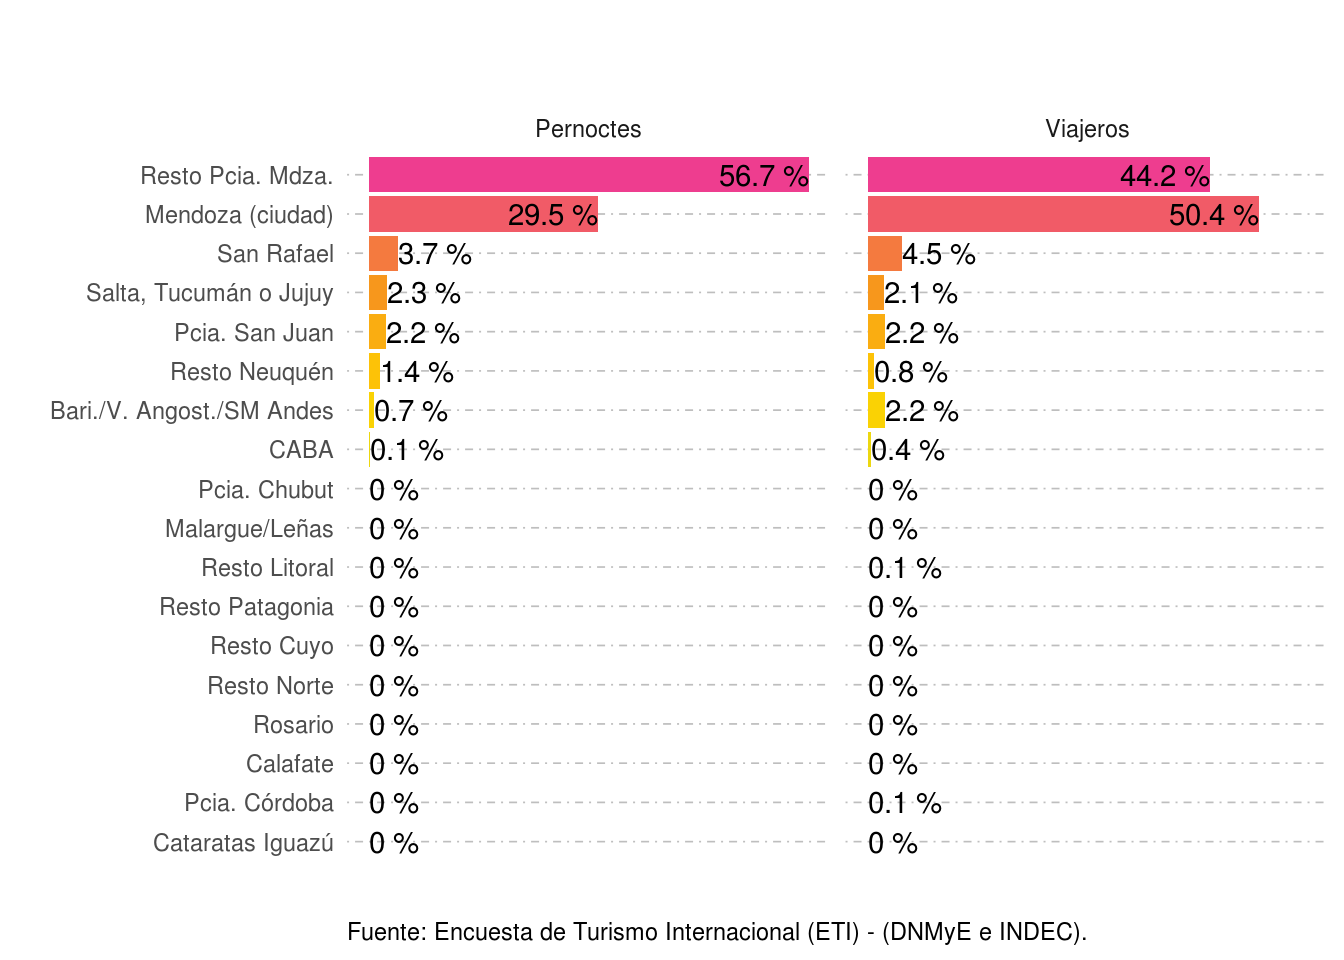 Pernoctes Viajeros
Resto Pcia. Mdza. 56.7 % 44.2 %
Mendoza (ciudad) 29.5 % 50.4 %
San Rafael 3.7 % 4.5 %
Salta, Tucumán o Jujuy 2.3 % 2.1 %
Pcia. San Juan 2.2 % 2.2 %
Resto Neuquén 1.4 % 0.8 %
Bari./V. Angost./SM Andes 0.7 % 2.2 %
CABA 0.1 % 0.4 %
Pcia. Chubut 0 % 0 %
Malargue/Leñas 0 % 0 %
Resto Litoral 0 % 0.1 %
Resto Patagonia 0 % 0 %
Resto Cuyo 0 % 0 %
Resto Norte 0 % 0 %
Rosario 0 % 0 %
Calafate 0 % 0 %
Pcia. Córdoba 0 % 0.1 %
Cataratas Iguazú 0 % 0 %
Fuente: Encuesta de Turismo Internacional (ETI) - (DNMyE e INDEC).